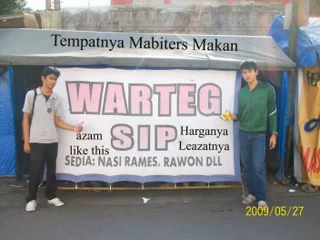 Tempatnya Mabiters Makan
WARTEG
SIP
azam
like this
Harganya
Leazatnya
SEDIA: NASI RAMES, RAWON DLL
2009/05/27